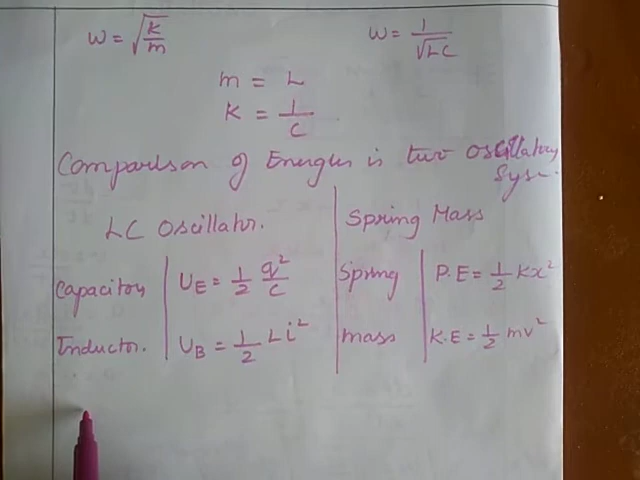 W = √(K/m) W = 1/√LC
m = L
K = 1/C
Comparison of Energies is two Oscillatory
Sys-
LC Oscillator. Spring Mass
Capacitor UE = 1/2 q²/C Spring P.E = 1/2 Kx²
Inductor. UB = 1/2 Li² mass K.E = 1/2 mv²